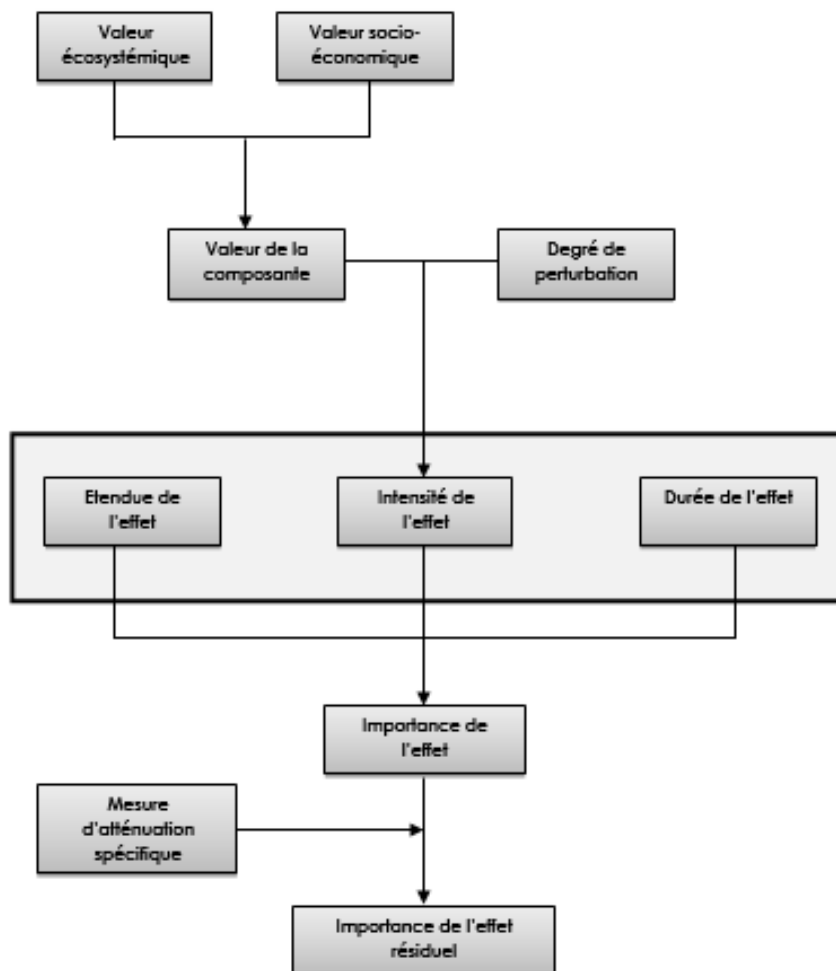 Valeur
écosystémique
Valeur socio-
économique
Valeur de la
composante
Degré de
perturbation
Etendue de
l'effet
Intensité de
l'effet
Durée de l'effet
Importance de
l'effet
Mesure
d'atténuation
spécifique
Importance de l'effet
résiduel